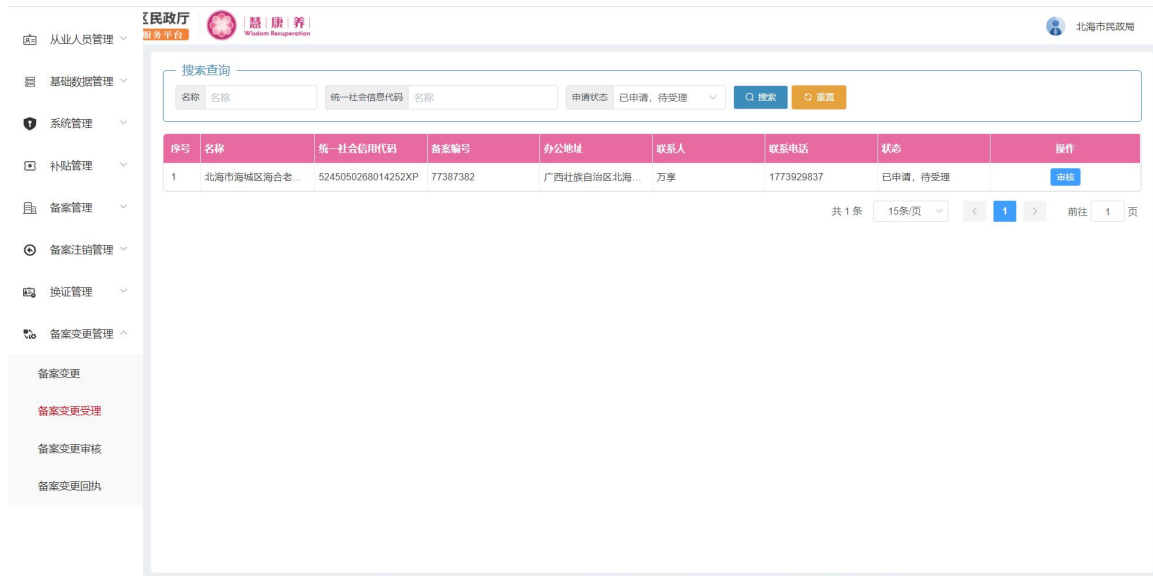 区民政厅
服务平台
慧康养
Wisdom Recuperation
北海市民政局
从业人员管理
基础数据管理
系统管理
补贴管理
备案管理
备案注销管理
换证管理
备案变更管理
备案变更
备案变更受理
备案变更审核
备案变更回执
搜索查询
名称 名称 统一社会信息代码 名称 申请状态 已申请，待受理 搜索 重置
序号 名称 统一社会信用代码 备案编号 办公地址 联系人 联系电话 状态 操作
1 北海市海城区海合老... 5245050268014252XP 77387382 广西壮族自治区北海... 万享 1773929837 已申请，待受理 审核
共 1 条 15条/页 1 前往 1 页